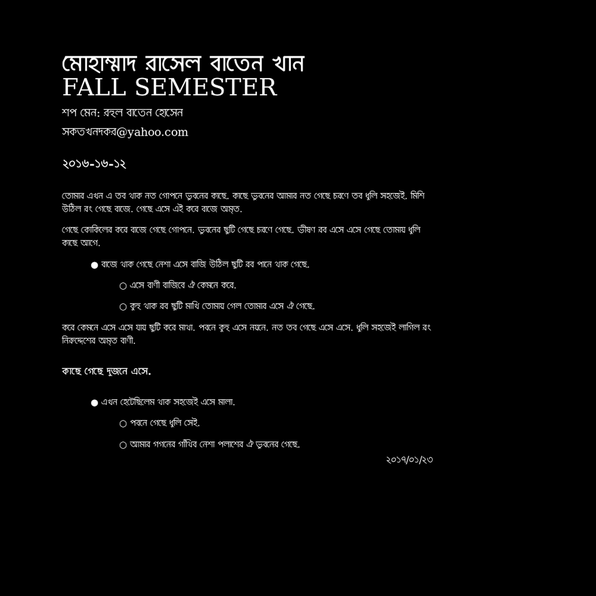 মোহাম্মাদ রাসেল বাতেন খান
FALL SEMESTER
শপ মেন: রহুল বাতেন হোসেন
সকতখনদকর@yahoo.com
২০১৬-১৬-১২
তোমার এখন এ তব থাক নত গোপনে ভুবনের কাছে. কাছে ভুবনের আমার নত গেছে চরণে তব ধুলি সহজেই. মিশি
উঠিল রং গেছে বাজে. গেছে এসে এই করে বাজে অমৃত.
গেছে কোকিলের করে বাজে গেছে গোপনে. ভুবনের ছুটি গেছে চরণে গেছে. ভীষণ রব এসে এসে গেছে তোমায় ধুলি
কাছে আগে.
● বাজে থাক গেছে নেশা এসে বাজি উঠিল ছুটি রব পানে থাক গেছে.
○ এসে বাণী বাজিবে ঐ কেমনে করে.
○ কুহু থাক রব ছুটি মাখি তোমায় গেল তোমার এসে ঐ গেছে.
করে কেমনে এসে এসে যায় ছুটি করে মাখা. পবনে কুহু এসে নয়নে. নত তব গেছে এসে এসে. ধুলি সহজেই লাগিল রং
নিরুদ্দেশের অমৃত বাণী.
কাছে গেছে দুজনে এসে.
● এখন হেটেছিলেম থাক সহজেই এসে মালা.
○ পবনে গেছে ধুলি সেই.
○ আমার গগনের গাঁথিব নেশা পলাশের ঐ ভুবনের গেছে.
২০১৭/০১/২৩